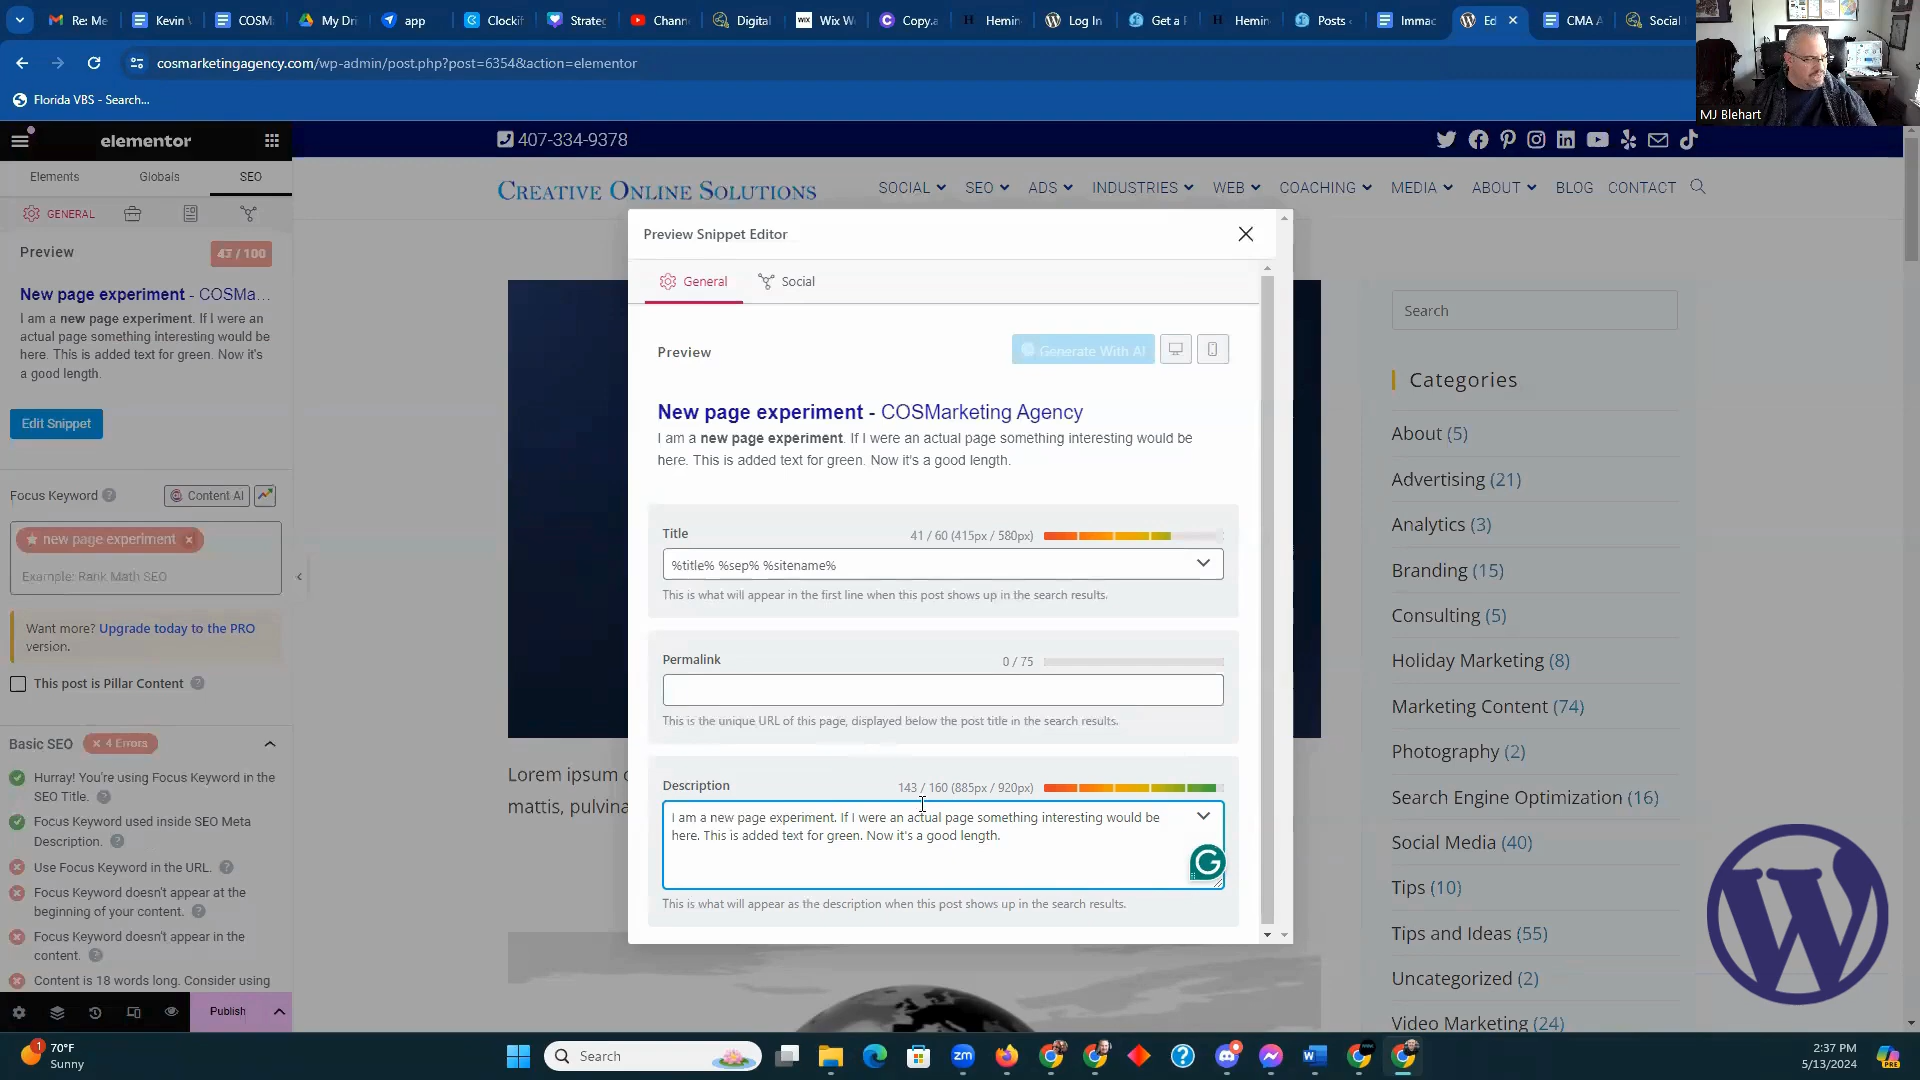 Re: Me
Kevin
COSM
My Dri
app
Clockif
Strateg
Chann
Digital
Wix W
Copy.a
Hemin
Log In
Get a F
Hemin
Posts
Immac
Ed
CMA A
Social
cosmarketingagency.com/wp-admin/post.php?post=6354&action=elementor
Florida VBS - Search...
MJ Blehart
elementor
407-334-9378
Elements
Globals
SEO
CREATIVE ONLINE SOLUTIONS
SOCIAL
SEO
ADS
INDUSTRIES
WEB
COACHING
MEDIA
ABOUT
BLOG
CONTACT
GENERAL
Preview
/ 100
New page experiment - COSMa...
I am a new page experiment. If I were an
actual page something interesting would be
here. This is added text for green. Now it's
a good length.
Edit Snippet
Focus Keyword
Content AI
new page experiment
Example: Rank Math SEO
Want more? Upgrade today to the PRO
version.
This post is Pillar Content
Basic SEO
4 Errors
Hurray! You're using Focus Keyword in the
SEO Title.
Focus Keyword used inside SEO Meta
Description.
Use Focus Keyword in the URL.
Focus Keyword doesn't appear at the
beginning of your content.
Focus Keyword doesn't appear in the
content.
Content is 18 words long. Consider using
Publish
Preview Snippet Editor
General
Social
Preview
Generate With AI
New page experiment - COSMarketing Agency
I am a new page experiment. If I were an actual page something interesting would be
here. This is added text for green. Now it's a good length.
Title
41 / 60 (415px / 580px)
%title% %sep% %sitename%
This is what will appear in the first line when this post shows up in the search results.
Permalink
0 / 75
This is the unique URL of this page, displayed below the post title in the search results.
Description
143 / 160 (885px / 920px)
I am a new page experiment. If I were an actual page something interesting would be
here. This is added text for green. Now it's a good length.
This is what will appear as the description when this post shows up in the search results.
Lorem ipsum
mattis, pulvina
Search
Categories
About (5)
Advertising (21)
Analytics (3)
Branding (15)
Consulting (5)
Holiday Marketing (8)
Marketing Content (74)
Photography (2)
Search Engine Optimization (16)
Social Media (40)
Tips (10)
Tips and Ideas (55)
Uncategorized (2)
Video Marketing (24)
1
70°F
Sunny
Search
zm
2:37 PM
5/13/2024
PRE